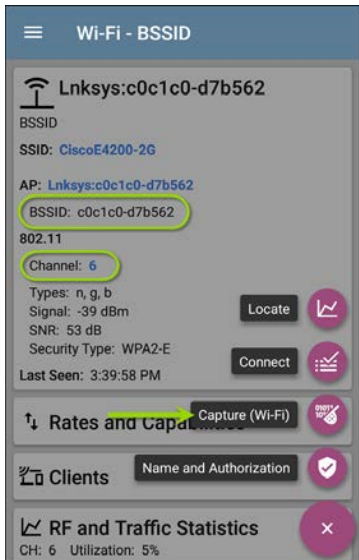 Wi-Fi - BSSID
Lnksys:c0c1c0-d7b562
BSSID
SSID: CiscoE4200-2G
AP: Lnksys:c0c1c0-d7b562
BSSID: c0c1c0-d7b562
802.11
Channel: 6
Types: n, g, b
Signal: -39 dBm
Locate
SNR: 53 dB
Security Type: WPA2-E
Connect
Last Seen: 3:39:58 PM
Rates and Capabilities
Capture (Wi-Fi)
Clients
Name and Authorization
RF and Traffic Statistics
CH: 6 Utilization: 5%